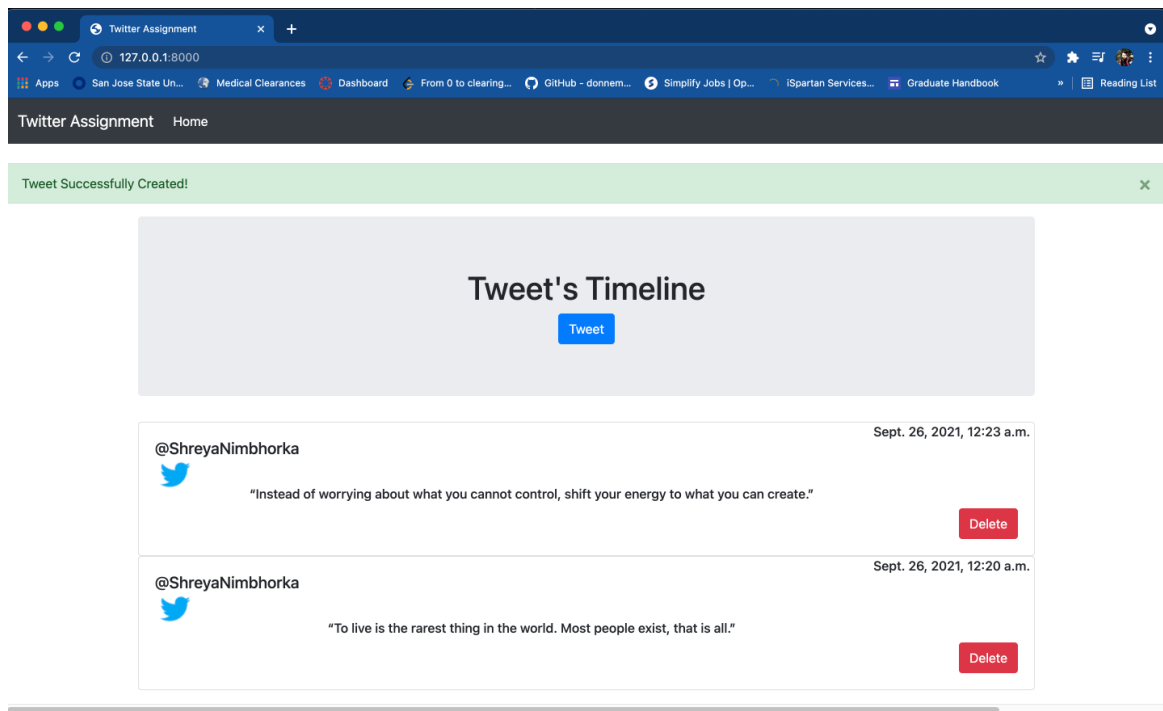 Twitter Assignment
127.0.0.1:8000
Apps San Jose State Un... Medical Clearances Dashboard From 0 to clearing... GitHub - donnem... Simplify Jobs | Op... iSpartan Services... Graduate Handbook » Reading List
Twitter Assignment Home
Tweet Successfully Created! ×
Tweet's Timeline
Tweet
Sept. 26, 2021, 12:23 a.m.
@ShreyaNimbhorka
“Instead of worrying about what you cannot control, shift your energy to what you can create.”
Delete
Sept. 26, 2021, 12:20 a.m.
@ShreyaNimbhorka
“To live is the rarest thing in the world. Most people exist, that is all.”
Delete